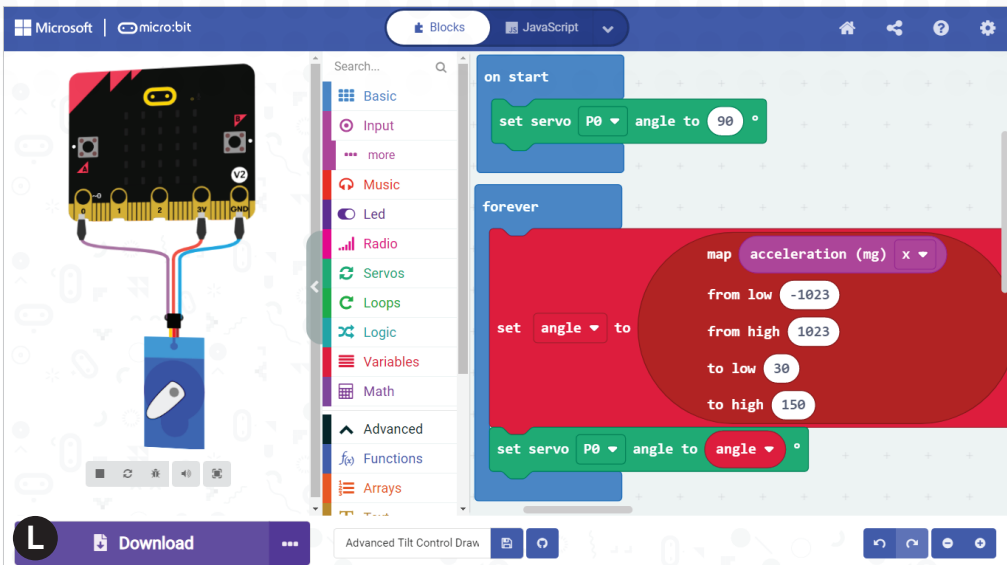 Microsoft
micro:bit
Blocks
JavaScript
B
A
V2
0
1
2
3V
GND
Search...
Basic
Input
more
Music
Led
Radio
Servos
Loops
Logic
Variables
Math
Advanced
Functions
Arrays
on start
set servo P0 angle to 90 °
forever
set angle to
map acceleration (mg) x
from low -1023
from high 1023
to low 30
to high 150
set servo P0 angle to angle °
L
Download
Advanced Tilt Control Draw